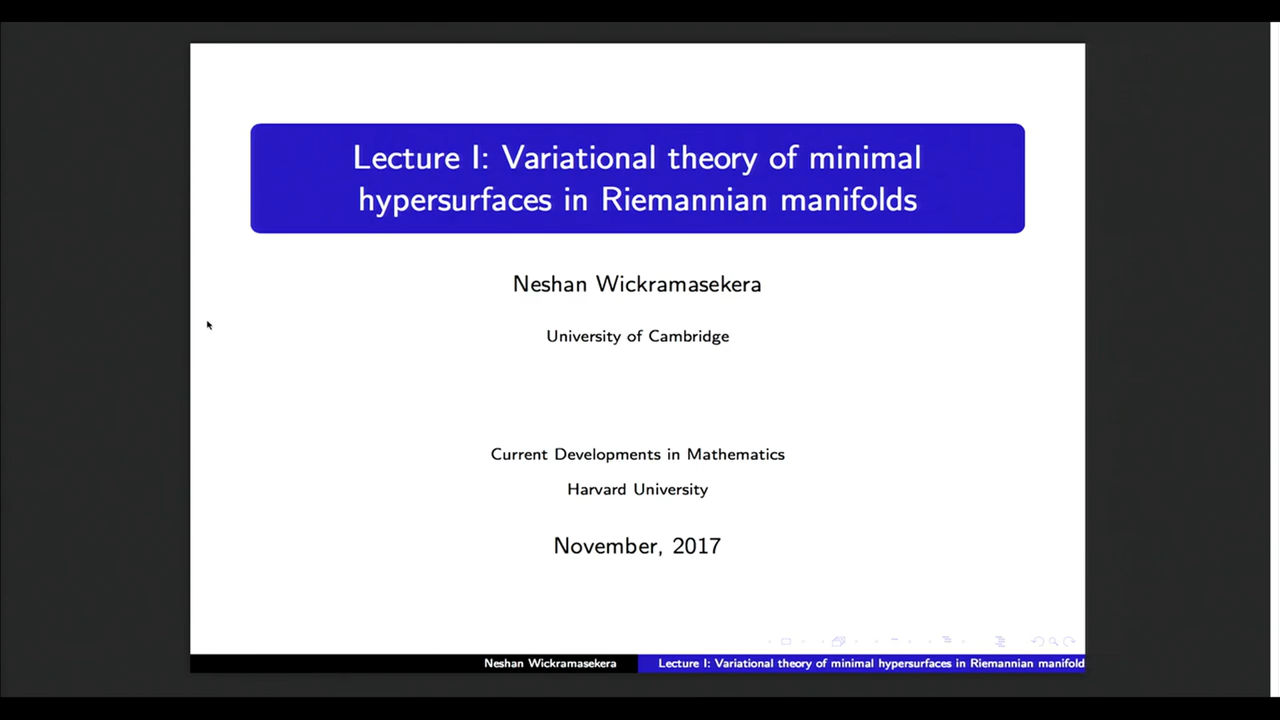 Lecture I: Variational theory of minimal
hypersurfaces in Riemannian manifolds
Neshan Wickramasekera
University of Cambridge
Current Developments in Mathematics
Harvard University
November, 2017
Neshan Wickramasekera
Lecture I: Variational theory of minimal hypersurfaces in Riemannian manifold